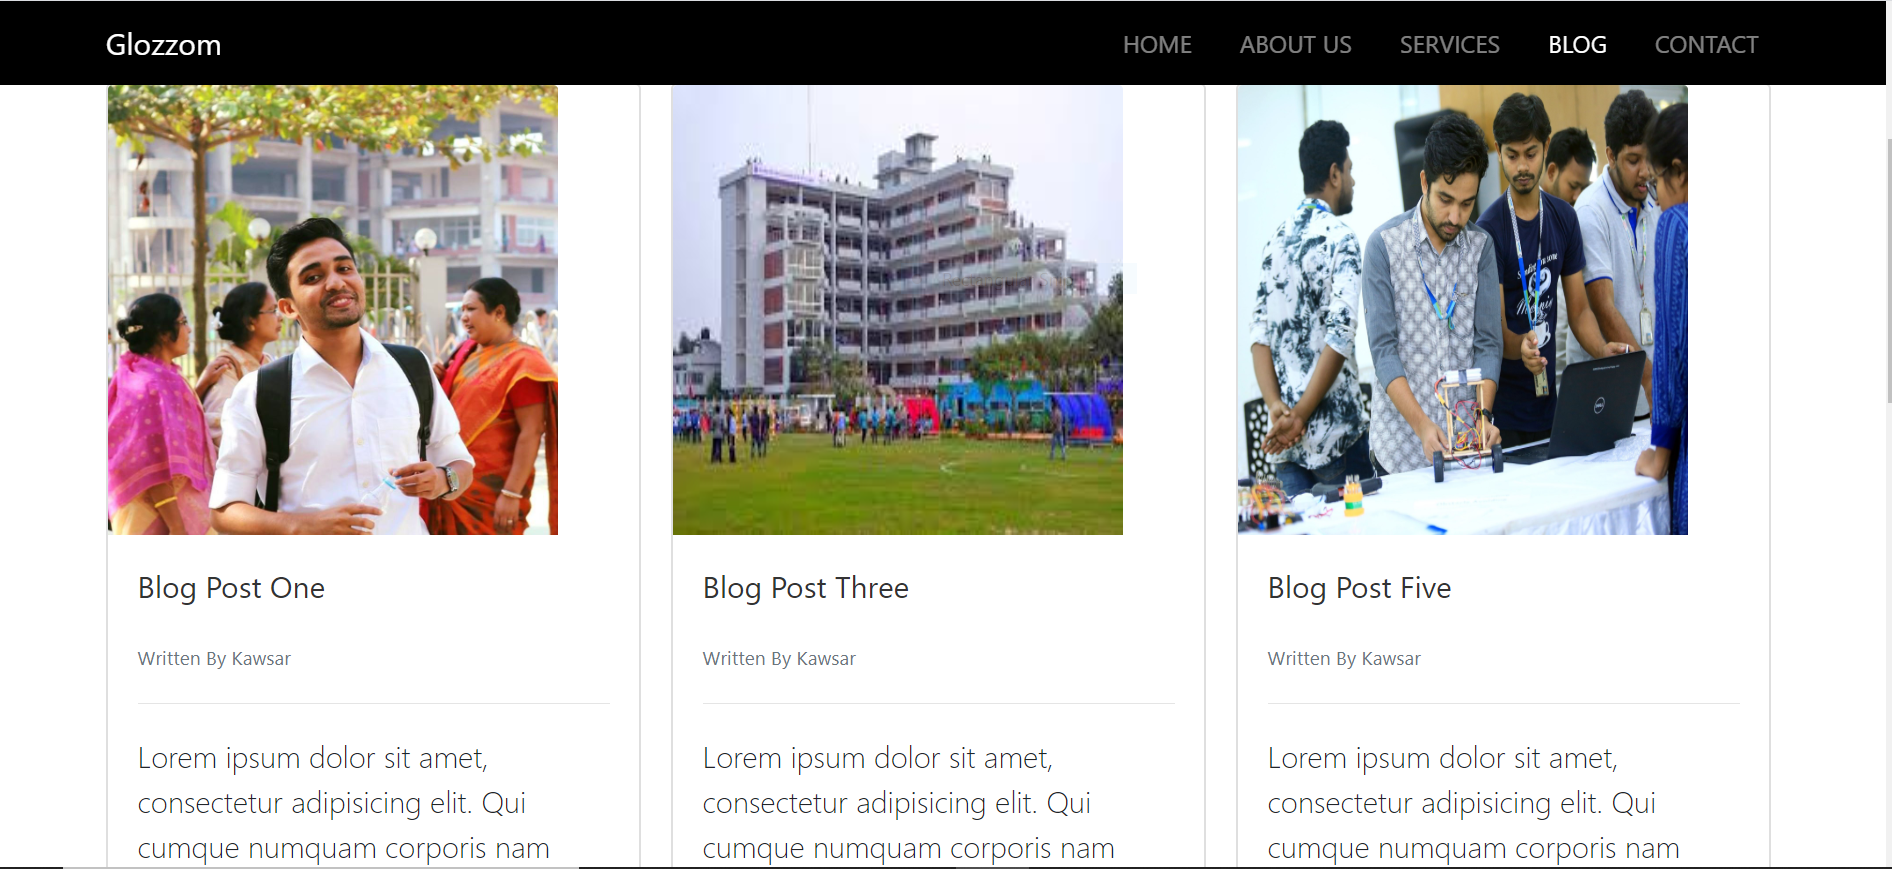 Glozzom
HOME ABOUT US SERVICES BLOG CONTACT
Blog Post One
Written By Kawsar
Lorem ipsum dolor sit amet,
consectetur adipisicing elit. Qui
cumque numquam corporis nam
Blog Post Three
Written By Kawsar
Lorem ipsum dolor sit amet,
consectetur adipisicing elit. Qui
cumque numquam corporis nam
Blog Post Five
Written By Kawsar
Lorem ipsum dolor sit amet,
consectetur adipisicing elit. Qui
cumque numquam corporis nam